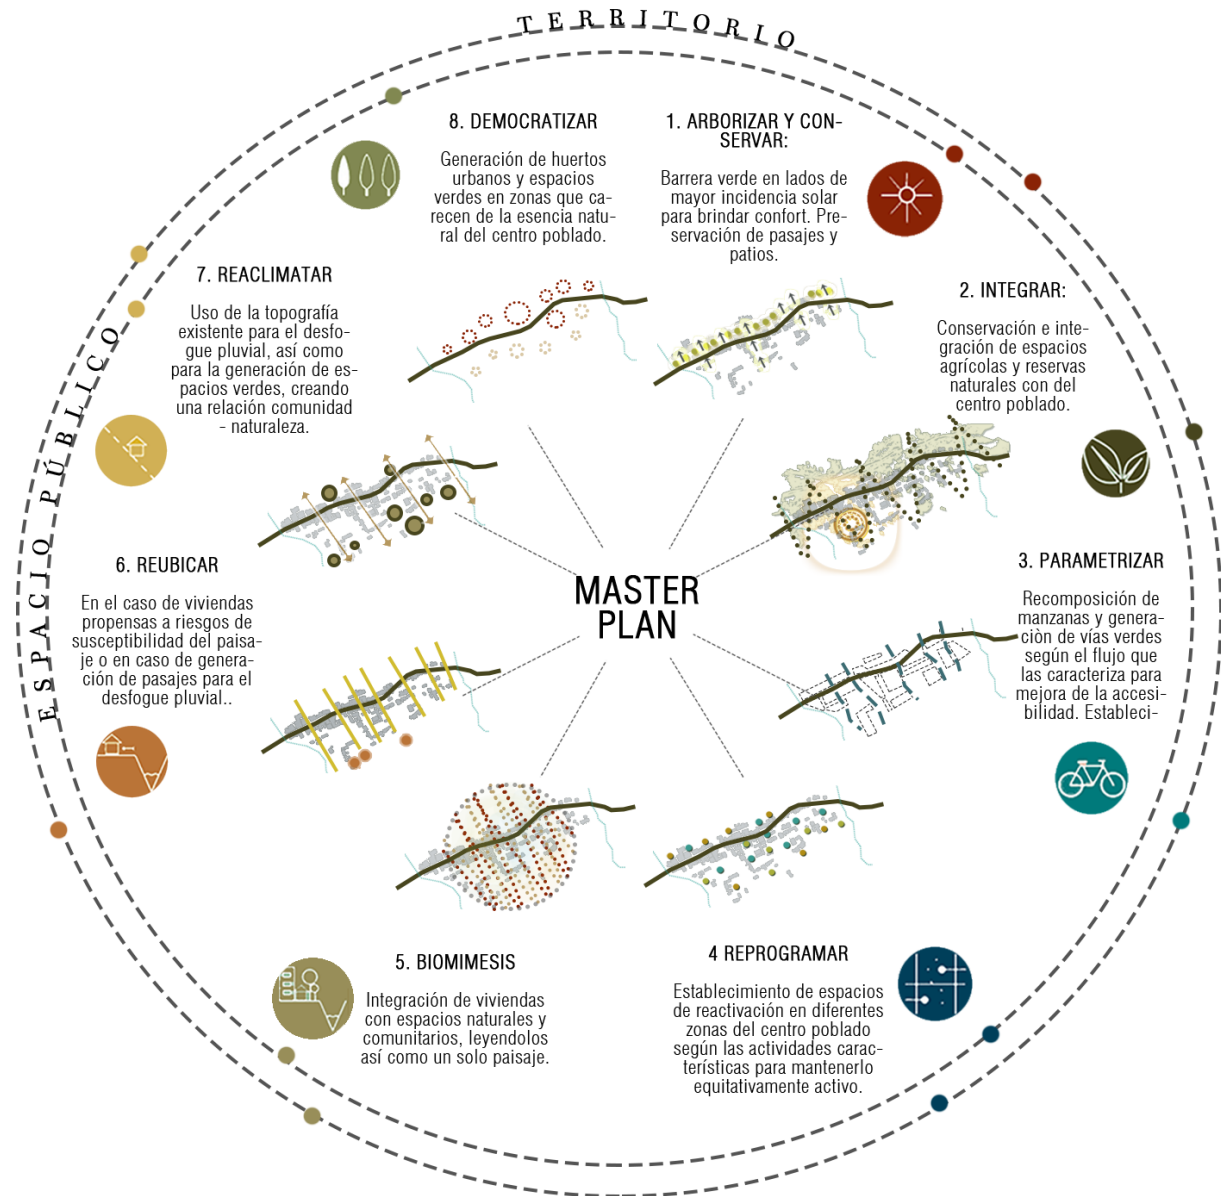 TERRITORIO
ESPACIO PÚBLICO
1. ARBORIZAR Y CON-
SERVAR:
Barrera verde en lados de
mayor incidencia solar
para brindar confort. Pre-
servación de pasajes y
patios.
2. INTEGRAR:
Conservación e inte-
gración de espacios
agrícolas y reservas
naturales con del
centro poblado.
3. PARAMETRIZAR
Recomposición de
manzanas y genera-
ciòn de vías verdes
según el flujo que
las caracteriza para
mejora de la accesi-
bilidad. Estableci-
4 REPROGRAMAR
Establecimiento de espacios
de reactivación en diferentes
zonas del centro poblado
según las actividades carac-
terísticas para mantenerlo
equitativamente activo.
5. BIOMIMESIS
Integración de viviendas
con espacios naturales y
comunitarios, leyendolos
así como un solo paisaje.
6. REUBICAR
En el caso de viviendas
propensas a riesgos de
susceptibilidad del paisa-
je o en caso de genera-
ción de pasajes para el
desfogue pluvial..
7. REACLIMATAR
Uso de la topografía
existente para el desfo-
gue pluvial, así como
para la generación de es-
pacios verdes, creando
una relación comunidad
- naturaleza.
8. DEMOCRATIZAR
Generación de huertos
urbanos y espacios
verdes en zonas que ca-
recen de la esencia natu-
ral del centro poblado.
MASTER
PLAN